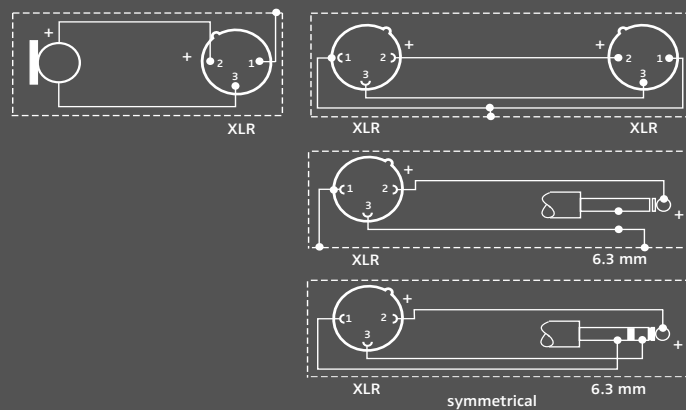 +
+ 2 1
3
XLR
1 2 +
3
XLR
+ 2 1
3
XLR
1 2 +
3
XLR
+
6.3 mm
1 2 +
3
XLR
+
6.3 mm
symmetrical